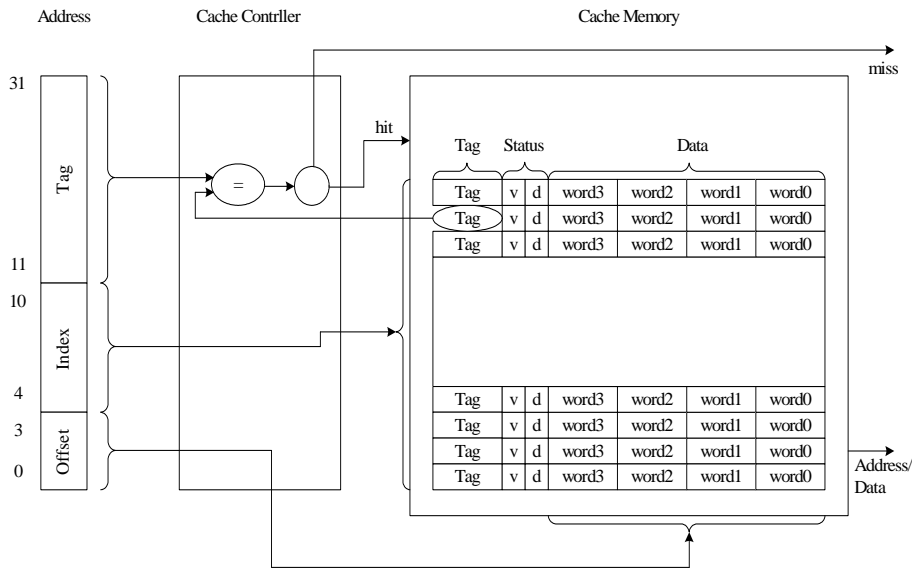 Address Cache Contrller Cache Memory
miss
31
hit
Tag Status Data
Tag
=
Tag v d word3 word2 word1 word0
Tag v d word3 word2 word1 word0
Tag v d word3 word2 word1 word0
11
10
Index
4
Tag v d word3 word2 word1 word0
Tag v d word3 word2 word1 word0
Tag v d word3 word2 word1 word0
Tag v d word3 word2 word1 word0
3
Offset
0
Address/
Data